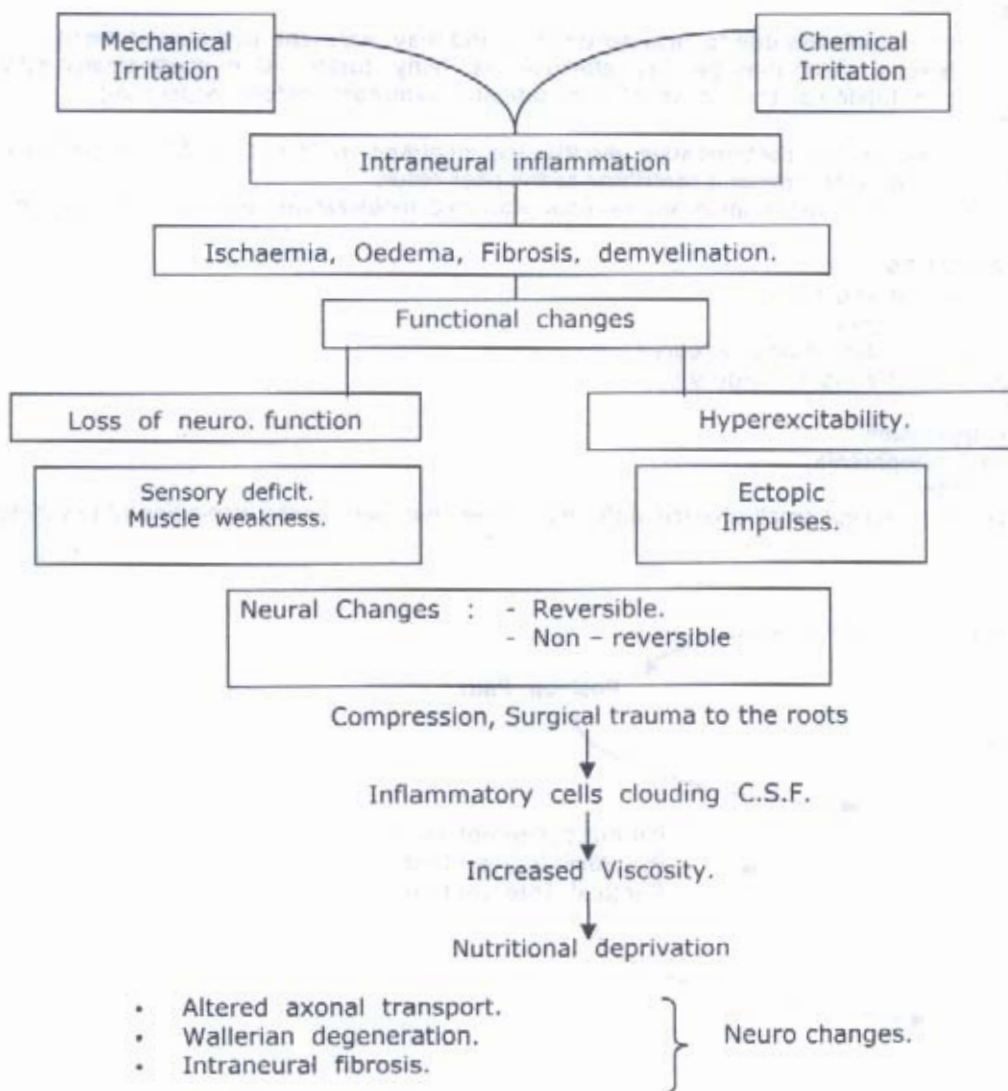 Mechanical
Irritation
Chemical
Irritation
Intraneural inflammation
Ischaemia, Oedema, Fibrosis, demyelination.
Functional changes
Loss of neuro. function
Hyperexcitability.
Sensory deficit.
Muscle weakness.
Ectopic
Impulses.
Neural Changes : - Reversible.
- Non – reversible
Compression, Surgical trauma to the roots
Inflammatory cells clouding C.S.F.
Increased Viscosity.
Nutritional deprivation
• Altered axonal transport.
• Wallerian degeneration.
• Intraneural fibrosis.
Neuro changes.